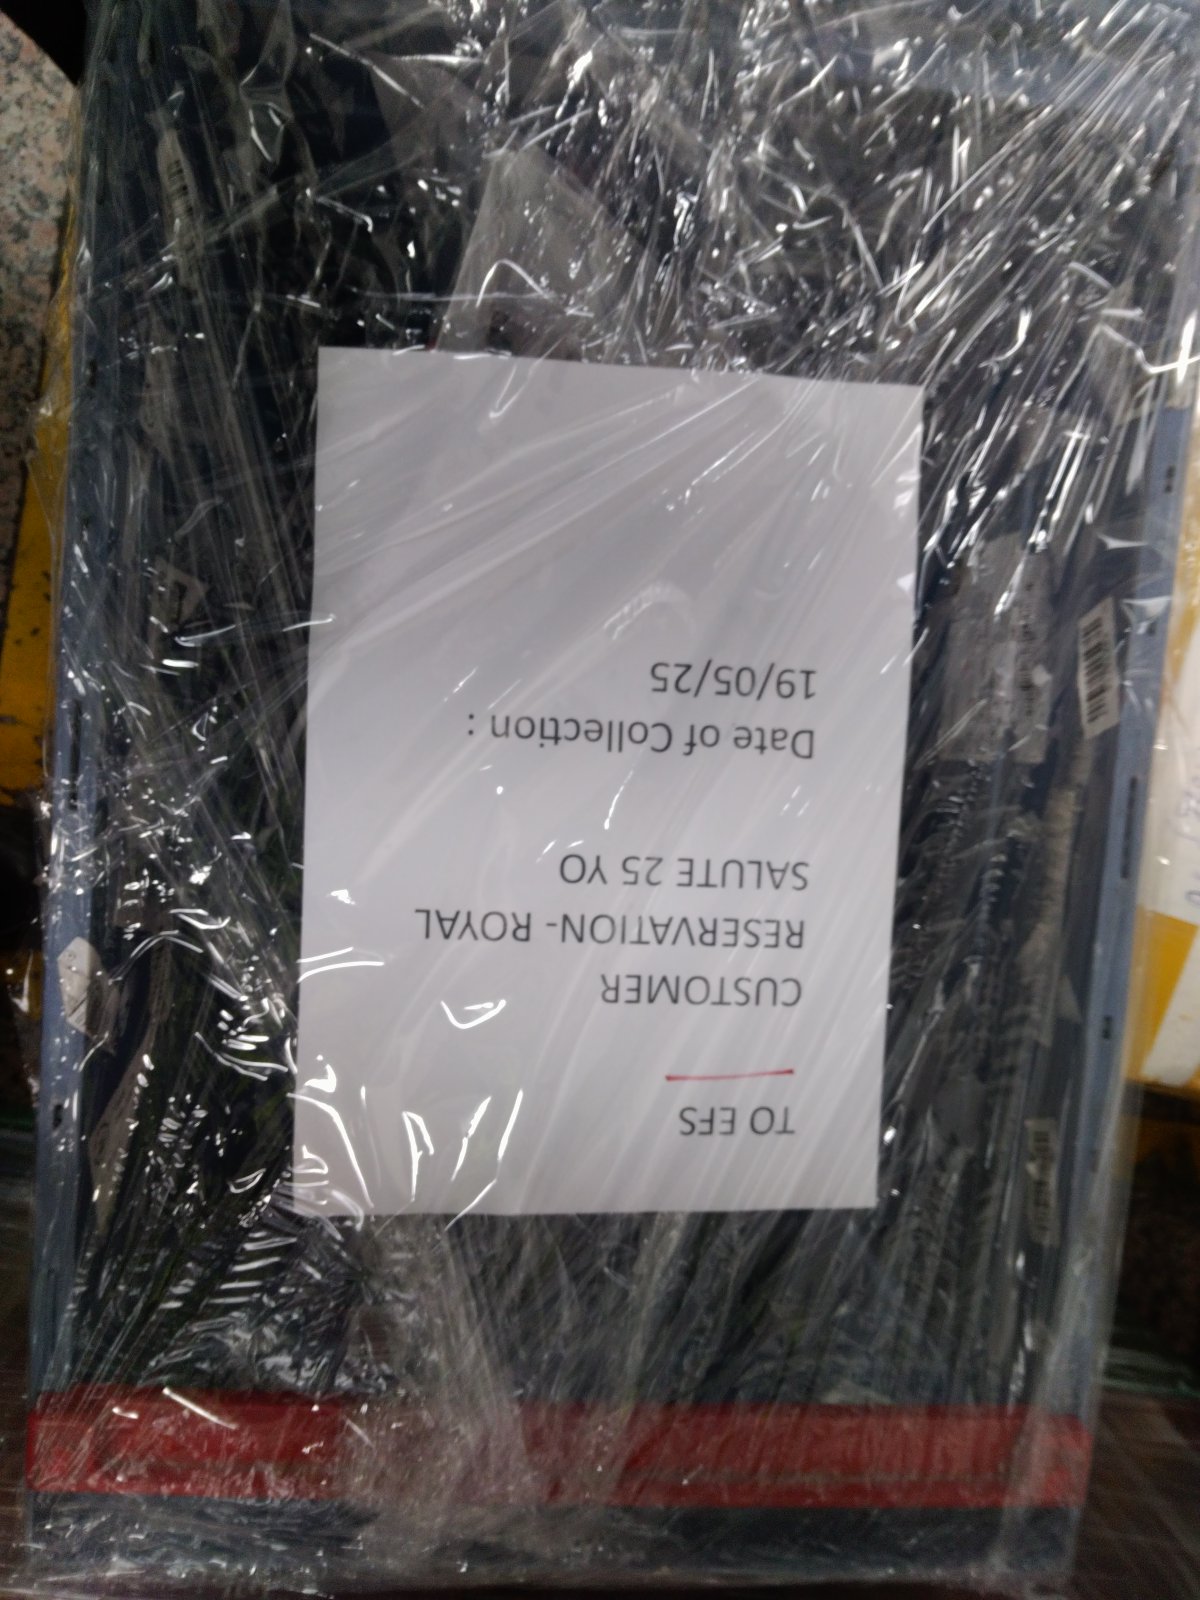 TO EFS
CUSTOMER
RESERVATION- ROYAL
SALUTE 25 YO
Date of Collection :
19/05/25